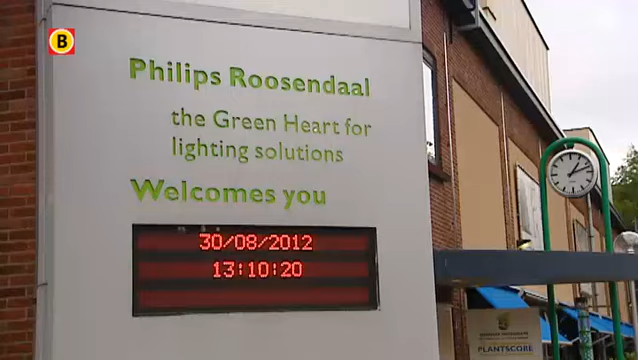 B
Philips Roosendaal
the Green Heart for
lighting solutions
Welcomes you
30/08/2012
13:10:20
PLANTSCORE